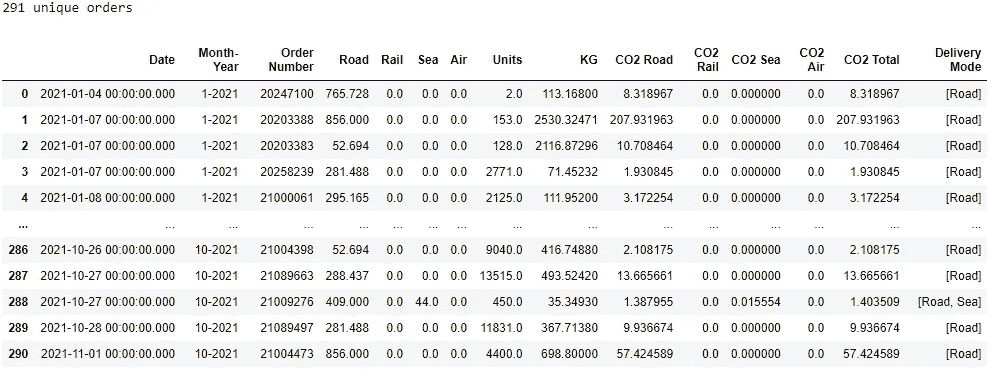 291 unique orders
Date Month-Year Order Number Road Rail Sea Air Units KG CO2 Road CO2 Rail CO2 Sea CO2 Air CO2 Total Delivery Mode
0 2021-01-04 00:00:00.000 1-2021 20247100 765.728 0.0 0.0 0.0 2.0 113.16800 8.318967 0.0 0.000000 0.0 8.318967 [Road]
1 2021-01-07 00:00:00.000 1-2021 20203388 856.000 0.0 0.0 0.0 153.0 2530.32471 207.931963 0.0 0.000000 0.0 207.931963 [Road]
2 2021-01-07 00:00:00.000 1-2021 20203383 52.694 0.0 0.0 0.0 128.0 2116.87296 10.708464 0.0 0.000000 0.0 10.708464 [Road]
3 2021-01-07 00:00:00.000 1-2021 20258239 281.488 0.0 0.0 0.0 2771.0 71.45232 1.930845 0.0 0.000000 0.0 1.930845 [Road]
4 2021-01-08 00:00:00.000 1-2021 21000061 295.165 0.0 0.0 0.0 2125.0 111.95200 3.172254 0.0 0.000000 0.0 3.172254 [Road]
... ... ... ... ... ... ... ... ... ... ... ... ... ... ... ...
286 2021-10-26 00:00:00.000 10-2021 21004398 52.694 0.0 0.0 0.0 9040.0 416.74880 2.108175 0.0 0.000000 0.0 2.108175 [Road]
287 2021-10-27 00:00:00.000 10-2021 21089663 288.437 0.0 0.0 0.0 13515.0 493.52420 13.665661 0.0 0.000000 0.0 13.665661 [Road]
288 2021-10-27 00:00:00.000 10-2021 21009276 409.000 0.0 44.0 0.0 450.0 35.34930 1.387955 0.0 0.015554 0.0 1.403509 [Road, Sea]
289 2021-10-28 00:00:00.000 10-2021 21089497 281.488 0.0 0.0 0.0 11831.0 367.71380 9.936674 0.0 0.000000 0.0 9.936674 [Road]
290 2021-11-01 00:00:00.000 10-2021 21004473 856.000 0.0 0.0 0.0 4400.0 698.80000 57.424589 0.0 0.000000 0.0 57.424589 [Road]